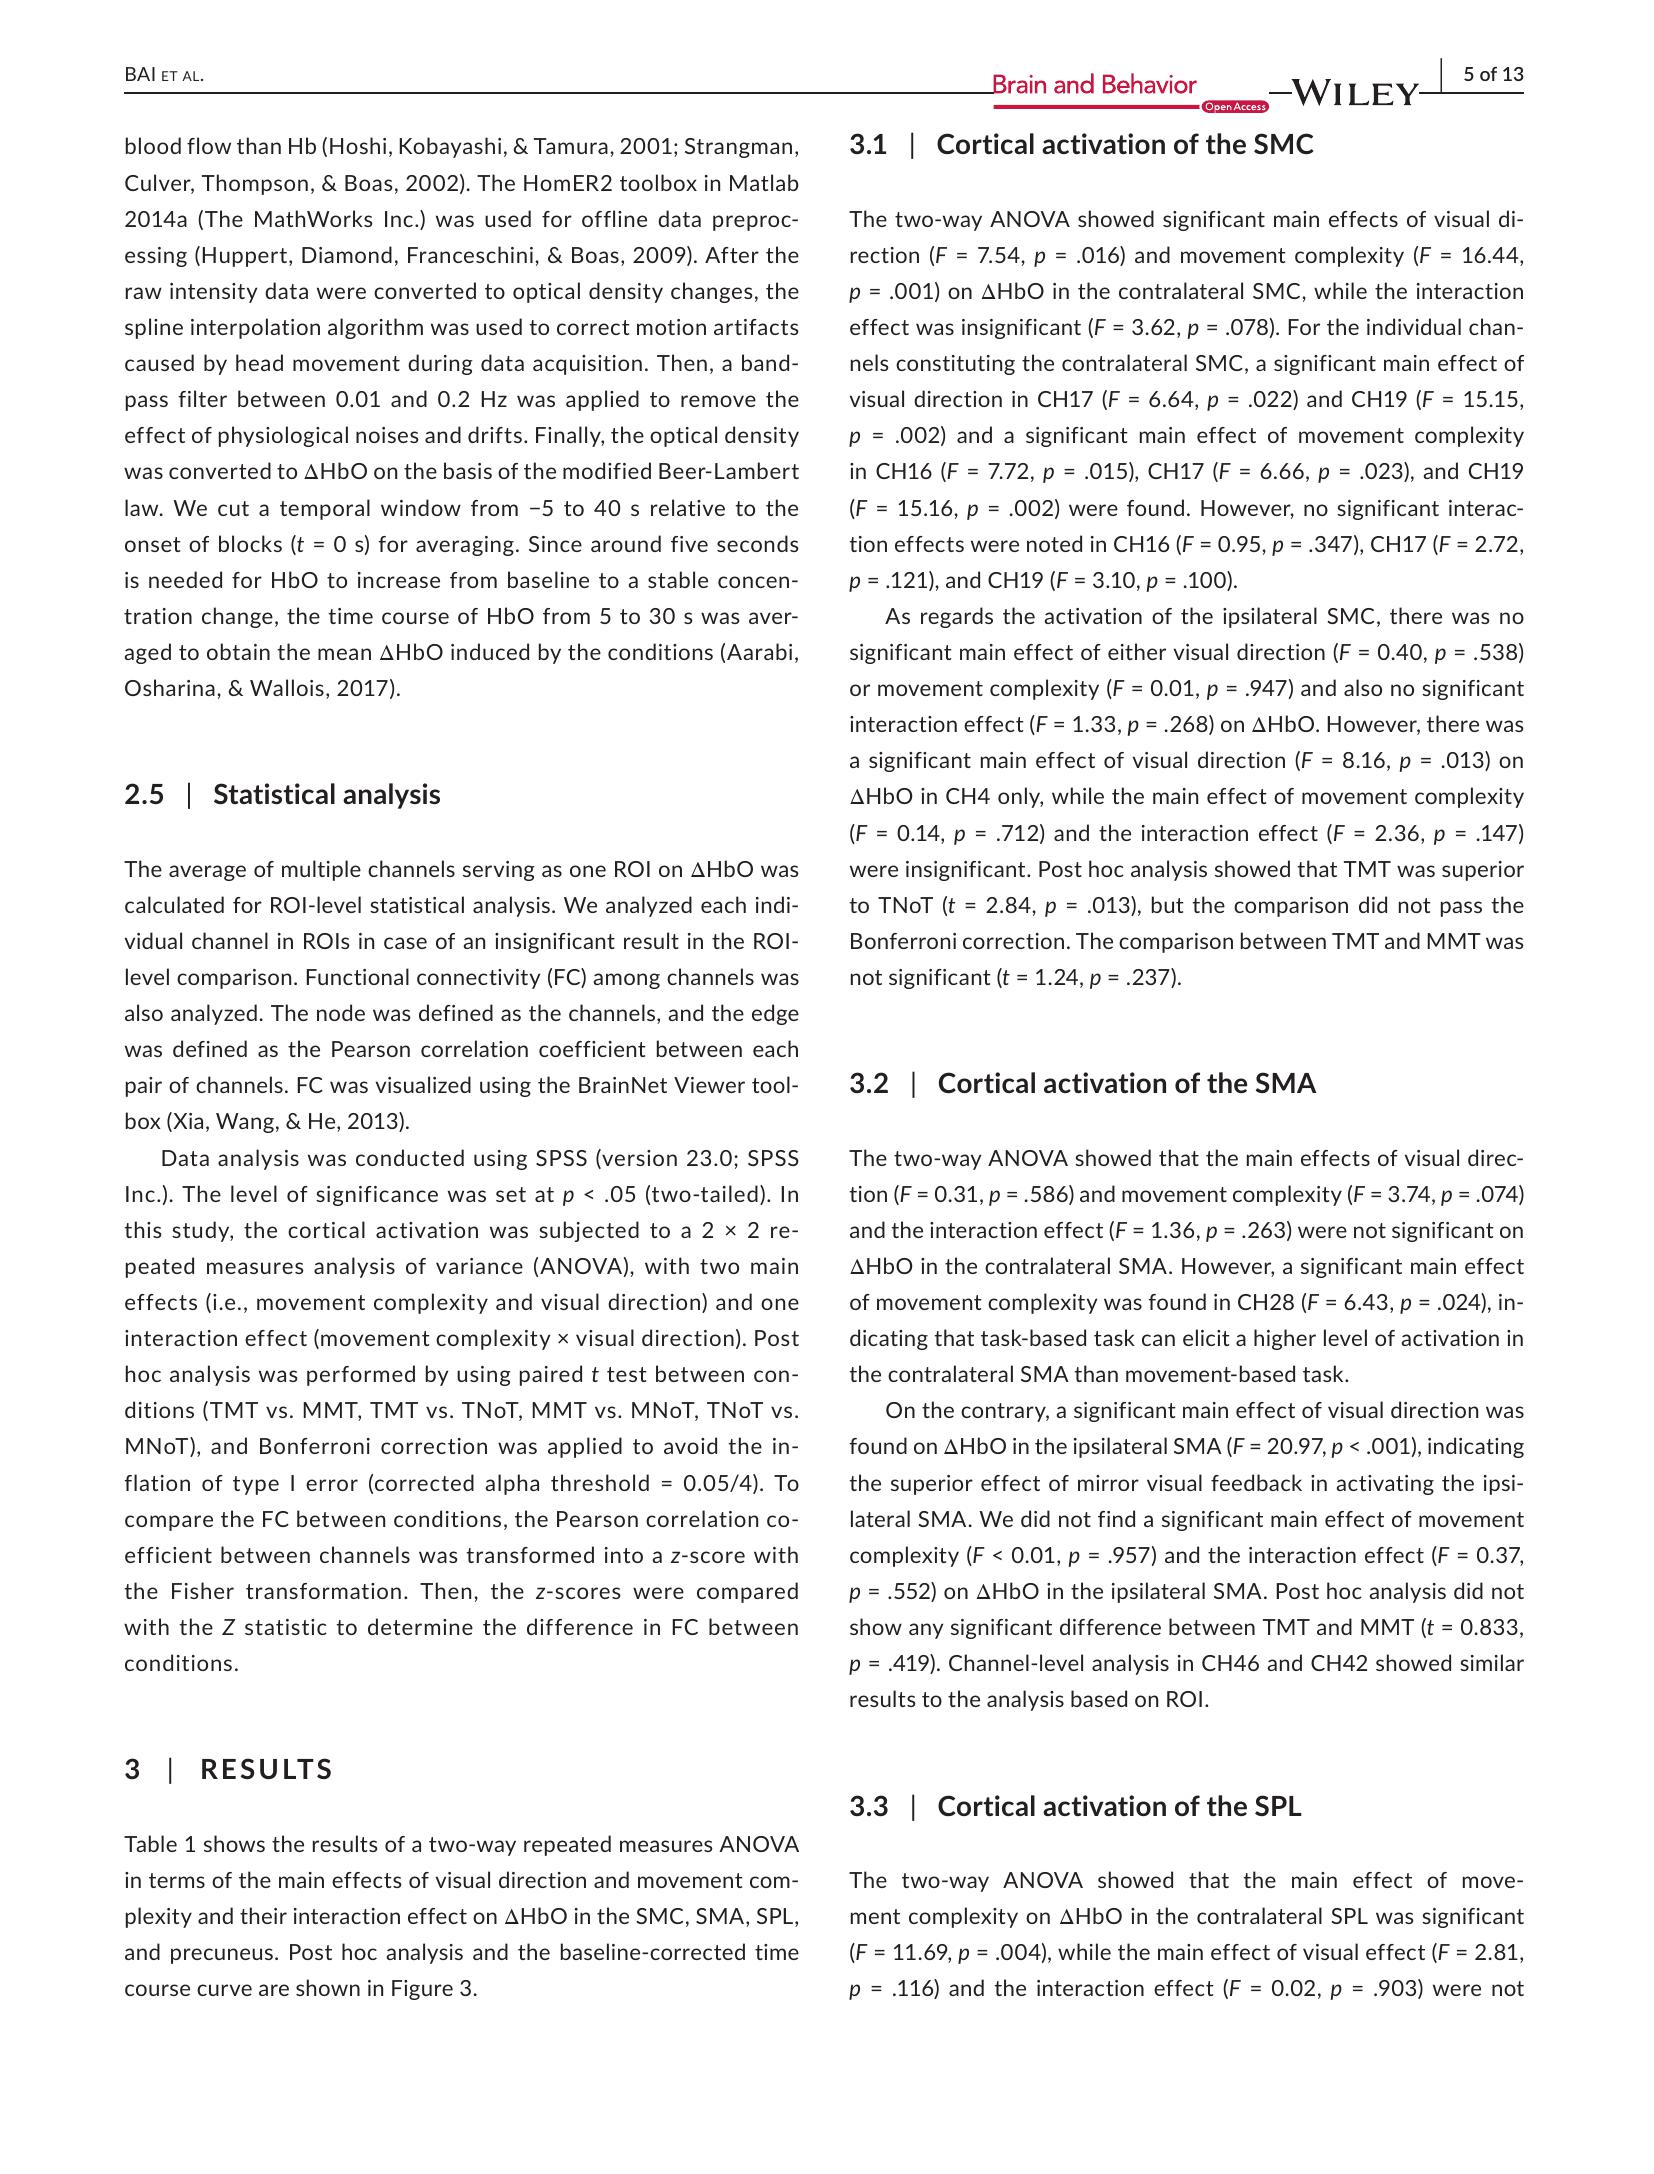 BAI ET AL.
Brain and Behavior
Open Access
WILEY
5 of 13
blood flow than Hb (Hoshi, Kobayashi, & Tamura, 2001; Strangman,
Culver, Thompson, & Boas, 2002). The HomER2 toolbox in Matlab
2014a (The MathWorks Inc.) was used for offline data preproc-
essing (Huppert, Diamond, Franceschini, & Boas, 2009). After the
raw intensity data were converted to optical density changes, the
spline interpolation algorithm was used to correct motion artifacts
caused by head movement during data acquisition. Then, a band-
pass filter between 0.01 and 0.2 Hz was applied to remove the
effect of physiological noises and drifts. Finally, the optical density
was converted to ΔHbO on the basis of the modified Beer-Lambert
law. We cut a temporal window from −5 to 40 s relative to the
onset of blocks (t = 0 s) for averaging. Since around five seconds
is needed for HbO to increase from baseline to a stable concen-
tration change, the time course of HbO from 5 to 30 s was aver-
aged to obtain the mean ΔHbO induced by the conditions (Aarabi,
Osharina, & Wallois, 2017).
2.5 | Statistical analysis
The average of multiple channels serving as one ROI on ΔHbO was
calculated for ROI-level statistical analysis. We analyzed each indi-
vidual channel in ROIs in case of an insignificant result in the ROI-
level comparison. Functional connectivity (FC) among channels was
also analyzed. The node was defined as the channels, and the edge
was defined as the Pearson correlation coefficient between each
pair of channels. FC was visualized using the BrainNet Viewer tool-
box (Xia, Wang, & He, 2013).
Data analysis was conducted using SPSS (version 23.0; SPSS
Inc.). The level of significance was set at p < .05 (two-tailed). In
this study, the cortical activation was subjected to a 2 × 2 re-
peated measures analysis of variance (ANOVA), with two main
effects (i.e., movement complexity and visual direction) and one
interaction effect (movement complexity × visual direction). Post
hoc analysis was performed by using paired t test between con-
ditions (TMT vs. MMT, TMT vs. TNoT, MMT vs. MNoT, TNoT vs.
MNoT), and Bonferroni correction was applied to avoid the in-
flation of type I error (corrected alpha threshold = 0.05/4). To
compare the FC between conditions, the Pearson correlation co-
efficient between channels was transformed into a z-score with
the Fisher transformation. Then, the z-scores were compared
with the Z statistic to determine the difference in FC between
conditions.
3 | RESULTS
Table 1 shows the results of a two-way repeated measures ANOVA
in terms of the main effects of visual direction and movement com-
plexity and their interaction effect on ΔHbO in the SMC, SMA, SPL,
and precuneus. Post hoc analysis and the baseline-corrected time
course curve are shown in Figure 3.
3.1 | Cortical activation of the SMC
The two-way ANOVA showed significant main effects of visual di-
rection (F = 7.54, p = .016) and movement complexity (F = 16.44,
p = .001) on ΔHbO in the contralateral SMC, while the interaction
effect was insignificant (F = 3.62, p = .078). For the individual chan-
nels constituting the contralateral SMC, a significant main effect of
visual direction in CH17 (F = 6.64, p = .022) and CH19 (F = 15.15,
p = .002) and a significant main effect of movement complexity
in CH16 (F = 7.72, p = .015), CH17 (F = 6.66, p = .023), and CH19
(F = 15.16, p = .002) were found. However, no significant interac-
tion effects were noted in CH16 (F = 0.95, p = .347), CH17 (F = 2.72,
p = .121), and CH19 (F = 3.10, p = .100).
As regards the activation of the ipsilateral SMC, there was no
significant main effect of either visual direction (F = 0.40, p = .538)
or movement complexity (F = 0.01, p = .947) and also no significant
interaction effect (F = 1.33, p = .268) on ΔHbO. However, there was
a significant main effect of visual direction (F = 8.16, p = .013) on
ΔHbO in CH4 only, while the main effect of movement complexity
(F = 0.14, p = .712) and the interaction effect (F = 2.36, p = .147)
were insignificant. Post hoc analysis showed that TMT was superior
to TNoT (t = 2.84, p = .013), but the comparison did not pass the
Bonferroni correction. The comparison between TMT and MMT was
not significant (t = 1.24, p = .237).
3.2 | Cortical activation of the SMA
The two-way ANOVA showed that the main effects of visual direc-
tion (F = 0.31, p = .586) and movement complexity (F = 3.74, p = .074)
and the interaction effect (F = 1.36, p = .263) were not significant on
ΔHbO in the contralateral SMA. However, a significant main effect
of movement complexity was found in CH28 (F = 6.43, p = .024), in-
dicating that task-based task can elicit a higher level of activation in
the contralateral SMA than movement-based task.
On the contrary, a significant main effect of visual direction was
found on ΔHbO in the ipsilateral SMA (F = 20.97, p < .001), indicating
the superior effect of mirror visual feedback in activating the ipsi-
lateral SMA. We did not find a significant main effect of movement
complexity (F < 0.01, p = .957) and the interaction effect (F = 0.37,
p = .552) on ΔHbO in the ipsilateral SMA. Post hoc analysis did not
show any significant difference between TMT and MMT (t = 0.833,
p = .419). Channel-level analysis in CH46 and CH42 showed similar
results to the analysis based on ROI.
3.3 | Cortical activation of the SPL
The two-way ANOVA showed that the main effect of move-
ment complexity on ΔHbO in the contralateral SPL was significant
(F = 11.69, p = .004), while the main effect of visual effect (F = 2.81,
p = .116) and the interaction effect (F = 0.02, p = .903) were not